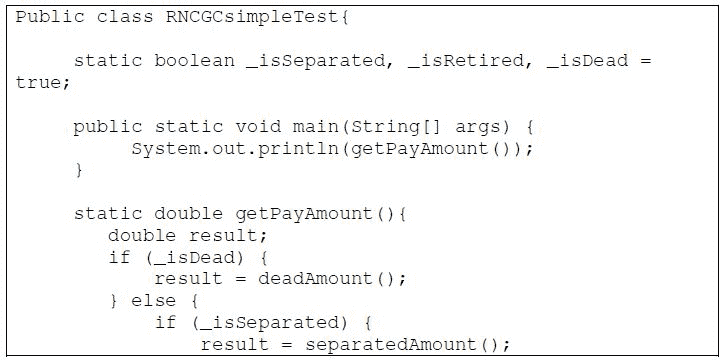 Public class RNCGCsimpleTest{
static boolean _isSeparated, _isRetired, _isDead =
true;
public static void main(String[] args) {
System.out.println(getPayAmount());
}
static double getPayAmount(){
double result;
if (_isDead) {
result = deadAmount();
} else {
if (_isSeparated) {
result = separatedAmount();